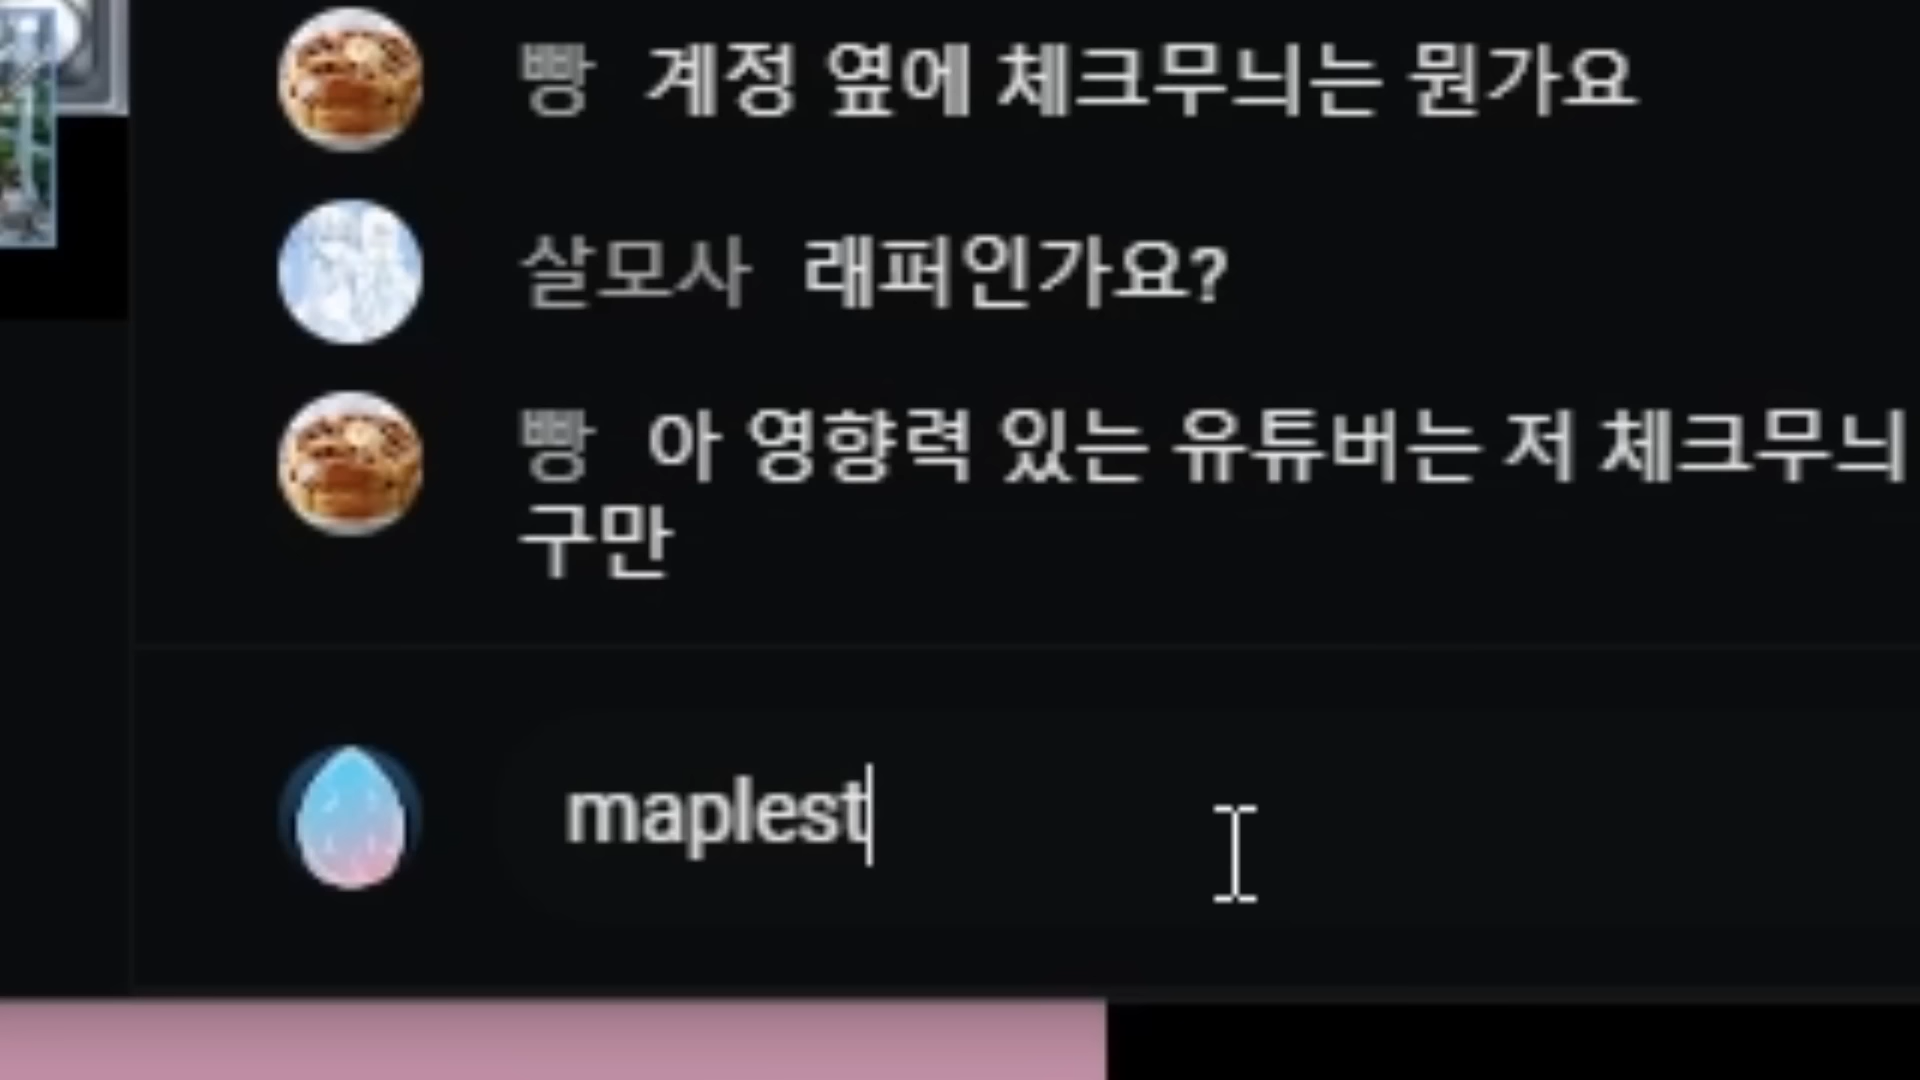 빵 계정 옆에 체크무늬는 뭔가요
살모사 래퍼인가요?
빵 아 영향력 있는 유튜버는 저 체크무늬
구만
maplest